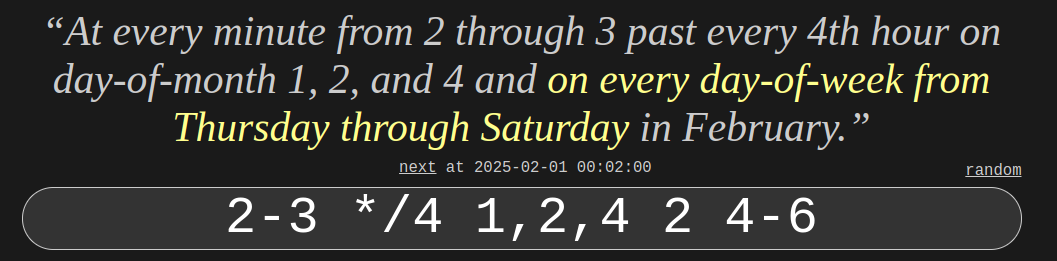 “At every minute from 2 through 3 past every 4th hour on
day-of-month 1, 2, and 4 and on every day-of-week from
Thursday through Saturday in February.”
next at 2025-02-01 00:02:00
random
2-3 */4 1,2,4 2 4-6